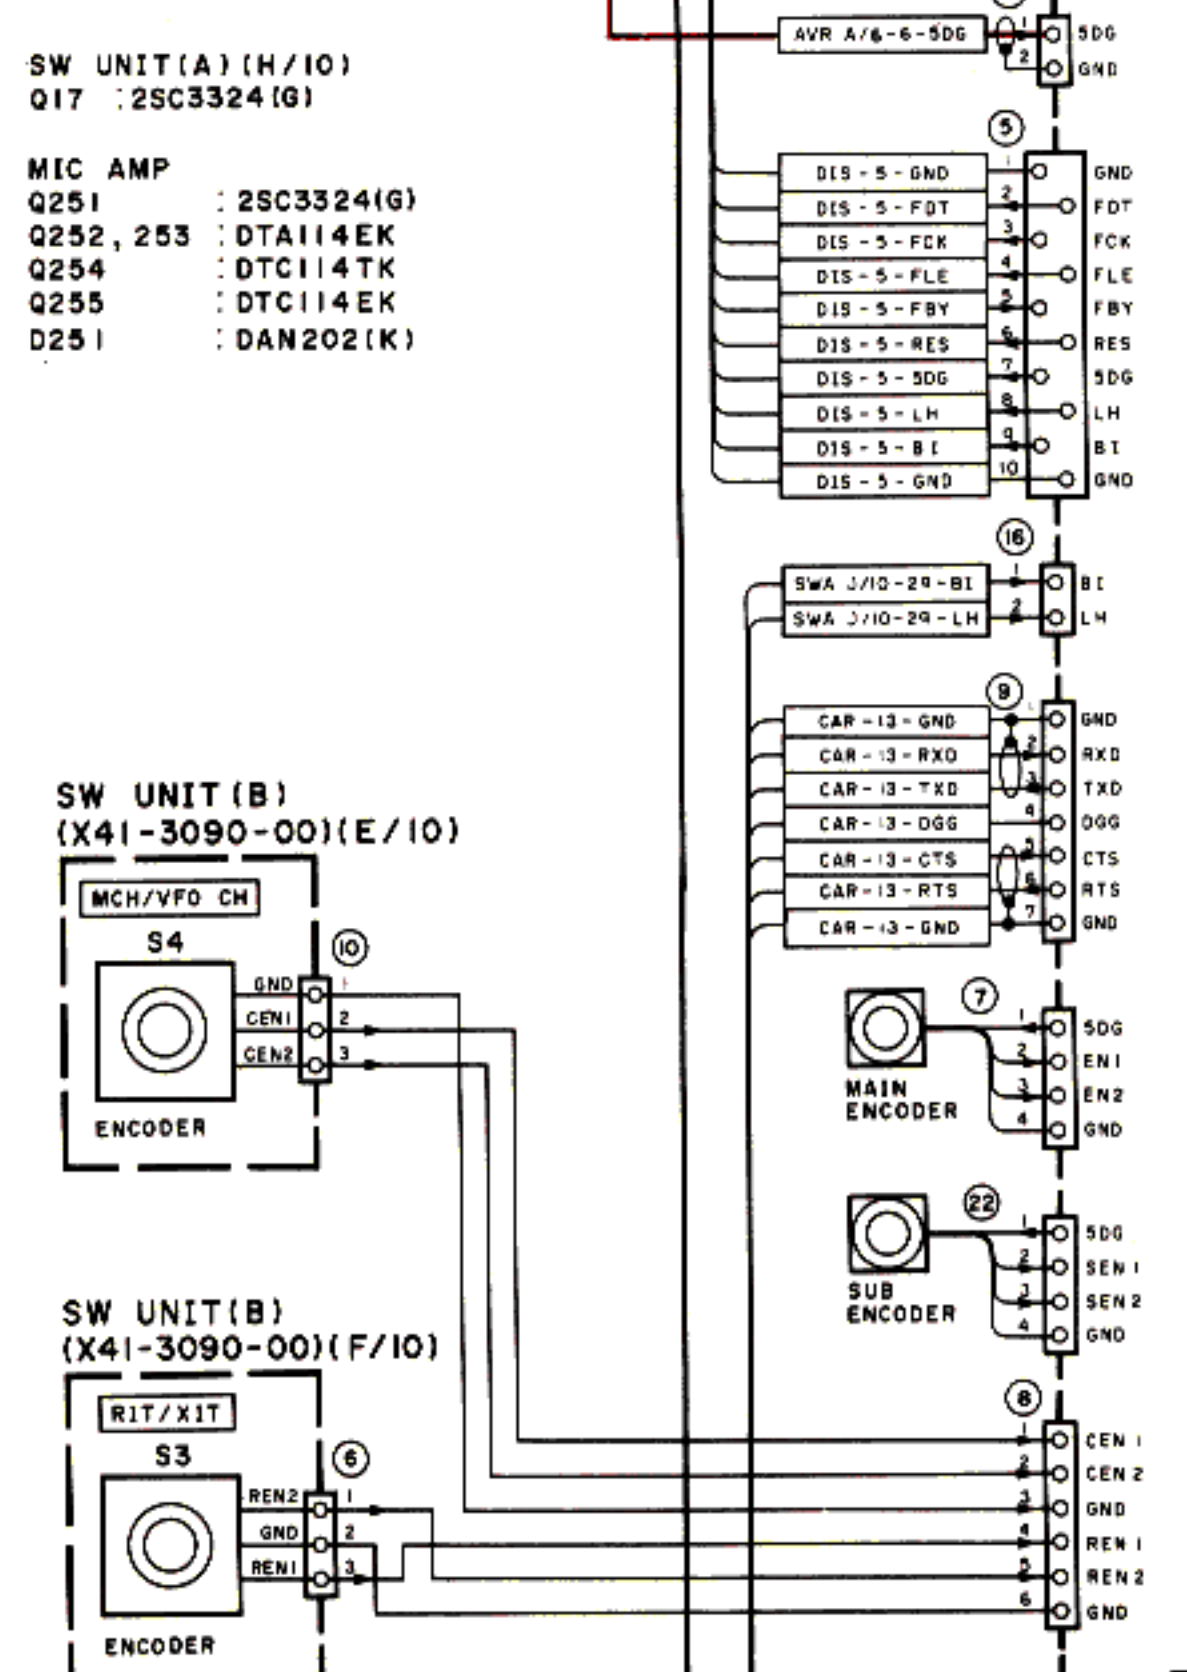 SW UNIT(A)(H/10)
Q17 :2SC3324(G)
MIC AMP
Q251 :2SC3324(G)
Q252,253 :DTA114EK
Q254 :DTC114TK
Q255 :DTC114EK
D251 :DAN202(K)
AVR A/6-6-5DG 1 5DG
2 GND
5
DIS-5-GND 1 GND
DIS-5-FDT 2 FDT
DIS-5-FCK 3 FCK
DIS-5-FLE 4 FLE
DIS-5-FBY 5 FBY
DIS-5-RES 6 RES
DIS-5-5DG 7 5DG
DIS-5-LH 8 LH
DIS-5-BI 9 BI
DIS-5-GND 10 GND
16
SWA J/10-29-BI 1 BI
SWA J/10-29-LH 2 LH
9
CAR-13-GND 1 GND
CAR-13-RXD 2 RXD
CAR-13-TXD 3 TXD
CAR-13-DGG 4 DGG
CAR-13-CTS 5 CTS
CAR-13-RTS 6 RTS
CAR-13-GND 7 GND
SW UNIT(B)
(X41-3090-00)(E/10)
MCH/VFO CH
S4
10
GND 1
CEN1 2
CEN2 3
ENCODER
7
1 5DG
2 EN1
3 EN2
4 GND
MAIN
ENCODER
22
1 5DG
2 SEN1
3 SEN2
4 GND
SUB
ENCODER
SW UNIT(B)
(X41-3090-00)(F/10)
RIT/XIT
S3
6
REN2 1
GND 2
REN1 3
ENCODER
8
1 CEN1
2 CEN2
3 GND
4 REN1
5 REN2
6 GND